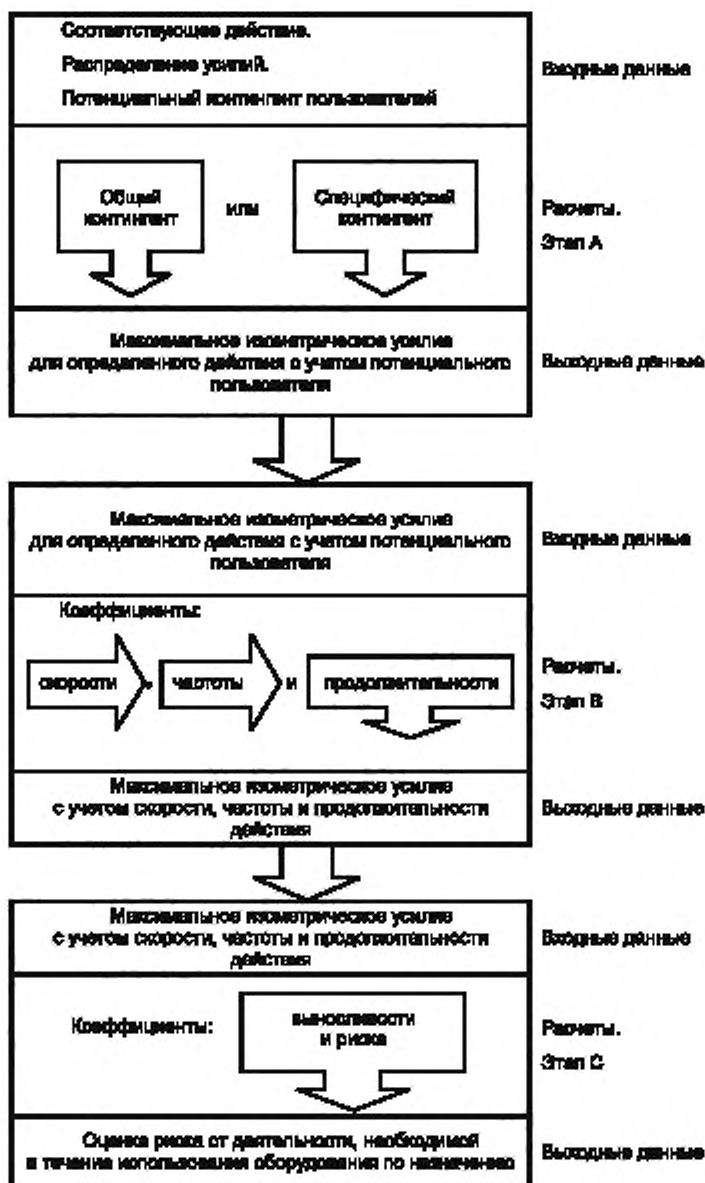 Соответствующее действие.
Распределение усилий.
Потенциальный контингент пользователей
Входные данные
Общий
контингент
или
Специфический
контингент
Расчеты.
Этап А
Максимальное изометрическое усилие
для определенного действия с учетом потенциального
пользователя
Выходные данные
Максимальное изометрическое усилие
для определенного действия с учетом потенциального
пользователя
Входные данные
Коэффициенты:
скорости , частоты и продолжительности
Расчеты.
Этап В
Максимальное изометрическое усилие
с учетом скорости, частоты и продолжительности
действия
Выходные данные
Максимальное изометрическое усилие
с учетом скорости, частоты и продолжительности
действия
Входные данные
Коэффициенты:
выносливости
и риска
Расчеты.
Этап С
Оценка риска от деятельности, необходимой
в течение использования оборудования по назначению
Выходные данные